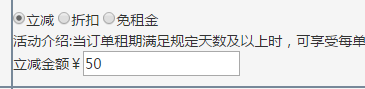 立减 折扣 免租金
活动介绍:当订单租期满足规定天数及以上时，可享受每单
立减金额￥50